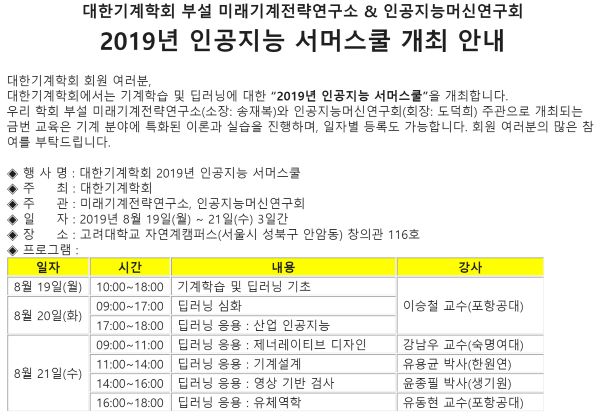 대한기계학회 부설 미래기계전략연구소 & 인공지능머신연구회
2019년 인공지능 서머스쿨 개최 안내
대한기계학회 회원 여러분,
대한기계학회에서는 기계학습 및 딥러닝에 대한 “2019년 인공지능 서머스쿨”을 개최합니다.
우리 학회 부설 미래기계전략연구소(소장: 송재복)와 인공지능머신연구회(회장: 도덕희) 주관으로 개최되는
금번 교육은 기계 분야에 특화된 이론과 실습을 진행하며, 일자별 등록도 가능합니다. 회원 여러분의 많은 참
여를 부탁드립니다.
◈ 행 사 명 : 대한기계학회 2019년 인공지능 서머스쿨
◈ 주 최 : 대한기계학회
◈ 주 관 : 미래기계전략연구소, 인공지능머신연구회
◈ 일 자 : 2019년 8월 19일(월) ~ 21일(수) 3일간
◈ 장 소 : 고려대학교 자연계캠퍼스(서울시 성북구 안암동) 창의관 116호
◈ 프로그램 :
일자 시간 내용 강사
8월 19일(월) 10:00~18:00 기계학습 및 딥러닝 기초 이승철 교수(포항공대)
8월 20일(화) 09:00~17:00 딥러닝 심화
17:00~18:00 딥러닝 응용 : 산업 인공지능
8월 21일(수) 09:00~11:00 딥러닝 응용 : 제너레이티브 디자인 강남우 교수(숙명여대)
11:00~14:00 딥러닝 응용 : 기계설계 유용균 박사(한원연)
14:00~16:00 딥러닝 응용 : 영상 기반 검사 윤종필 박사(생기원)
16:00~18:00 딥러닝 응용 : 유체역학 유동현 교수(포항공대)